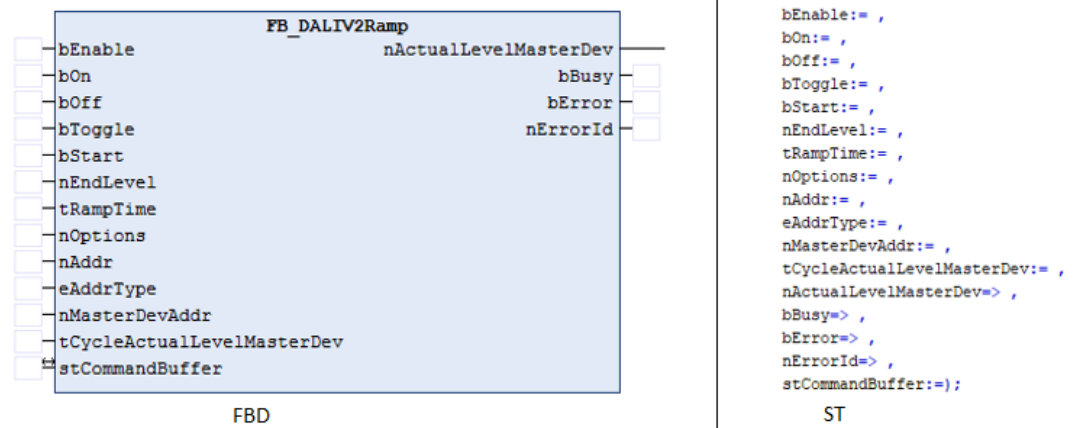 FB_DALIV2Ramp
bEnable nActualLevelMasterDev
bOn bBusy
bOff bError
bToggle nErrorId
bStart
nEndLevel
tRampTime
nOptions
nAddr
eAddrType
nMasterDevAddr
tCycleActualLevelMasterDev
stCommandBuffer
FBD
bEnable:= ,
bOn:= ,
bOff:= ,
bToggle:= ,
bStart:= ,
nEndLevel:= ,
tRampTime:= ,
nOptions:= ,
nAddr:= ,
eAddrType:= ,
nMasterDevAddr:= ,
tCycleActualLevelMasterDev:= ,
nActualLevelMasterDev=> ,
bBusy=> ,
bError=> ,
nErrorId=> ,
stCommandBuffer:=);
ST